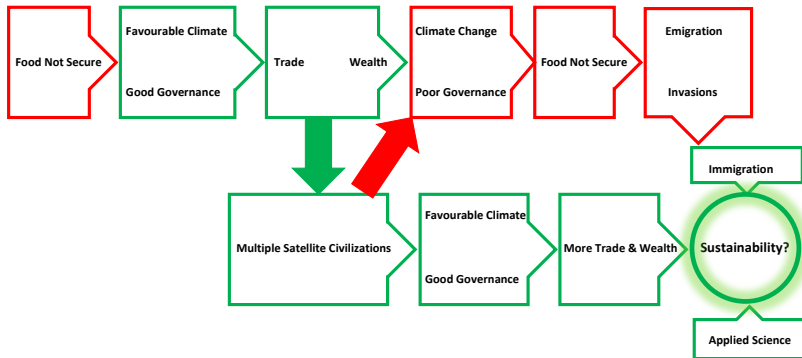 Favourable Climate
Climate Change
Emigration
Food Not Secure
Trade
Wealth
Food Not Secure
Good Governance
Poor Governance
Invasions
Immigration
Favourable Climate
Multiple Satellite Civilizations
More Trade & Wealth
Sustainability?
Good Governance
Applied Science